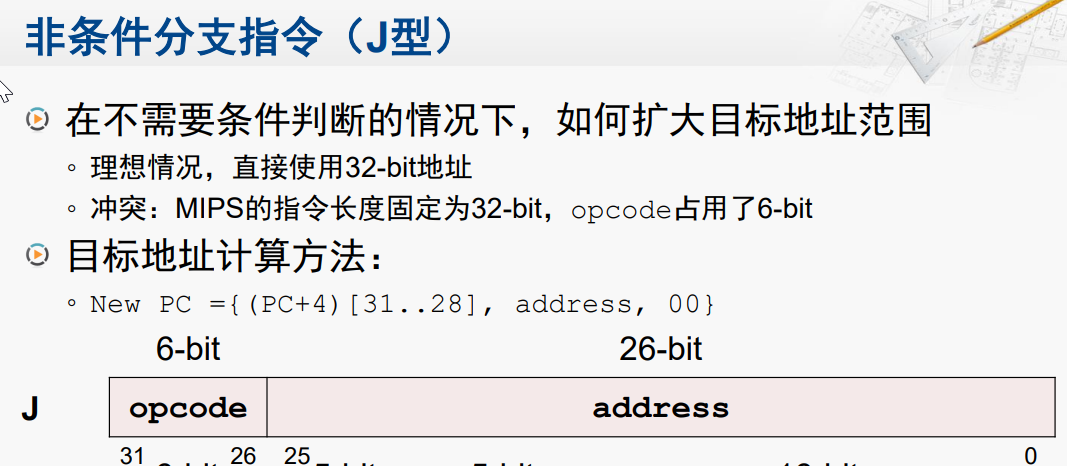 非条件分支指令（J型）
在不需要条件判断的情况下，如何扩大目标地址范围
理想情况，直接使用32-bit地址
冲突：MIPS的指令长度固定为32-bit，opcode占用了6-bit
目标地址计算方法：
New PC ={(PC+4)[31..28], address, 00}
6-bit 26-bit
J opcode address
31 26 25 0